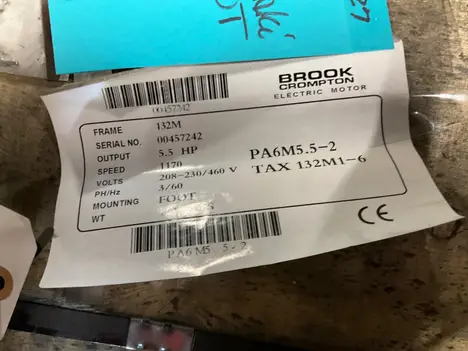 00457242
BROOK
CROMPTON
ELECTRIC MOTOR
FRAME 132M
SERIAL NO. 00457242
OUTPUT 5.5 HP
SPEED 1170
VOLTS 208-230/460 V
PH/Hz 3/60
MOUNTING FOOT
WT
PA6M5.5-2
TAX 132M1-6
CE
PA6M5.5-2